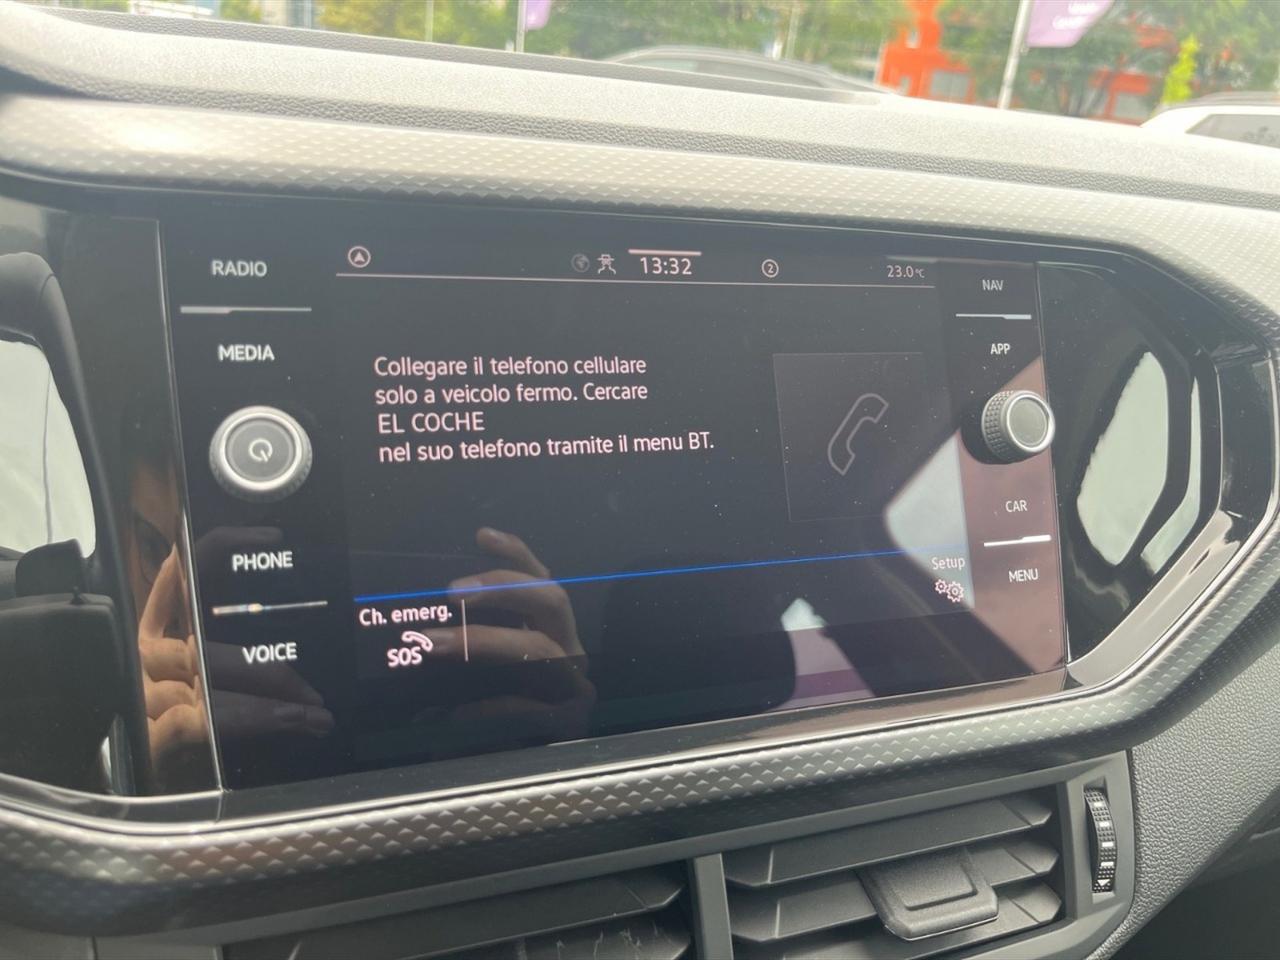 RADIO
MEDIA
PHONE
VOICE
13:32
2
23.0°C
Collegare il telefono cellulare
solo a veicolo fermo. Cercare
EL COCHE
nel suo telefono tramite il menu BT.
Setup
Ch. emerg.
SOS
NAV
APP
CAR
MENU